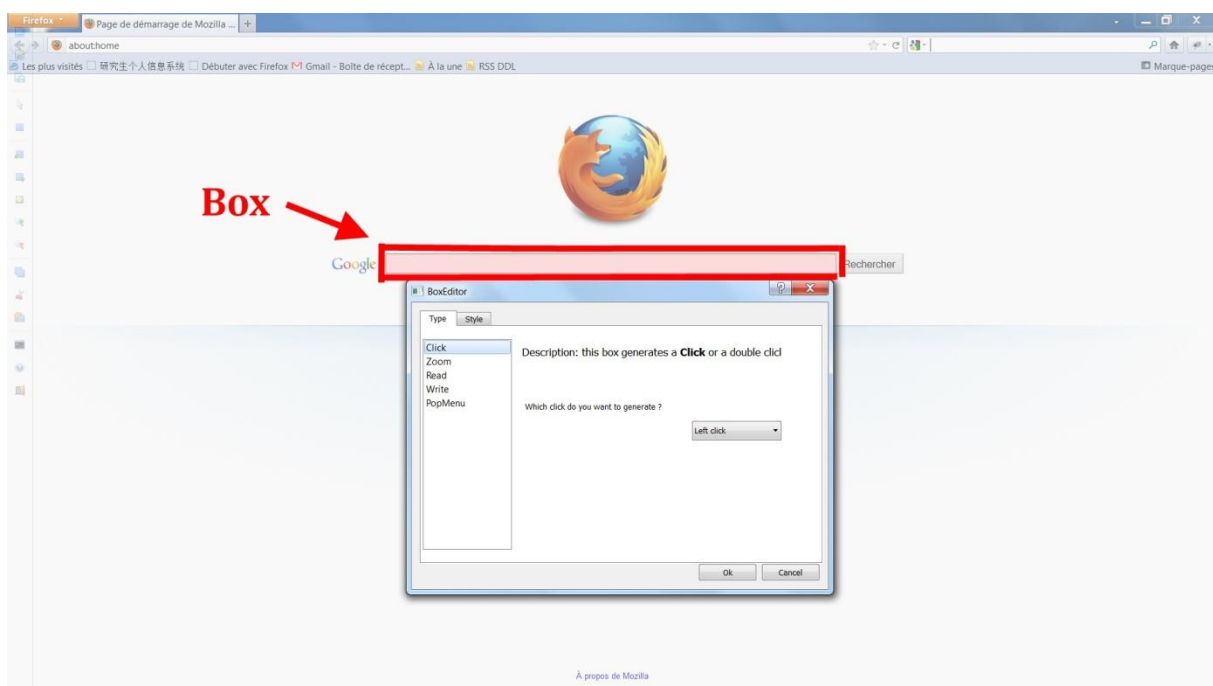 Firefox
Page de démarrage de Mozilla ...
about:home
Les plus visités 研究生个人信息系统 Débuter avec Firefox Gmail - Boîte de récept... À la une RSS DDL
Marque-pages
Box
Google
Rechercher
BoxEditor
Type Style
Click
Zoom
Read
Write
PopMenu
Description: this box generates a Click or a double clicl
Which click do you want to generate ?
Left click
Ok Cancel
À propos de Mozilla